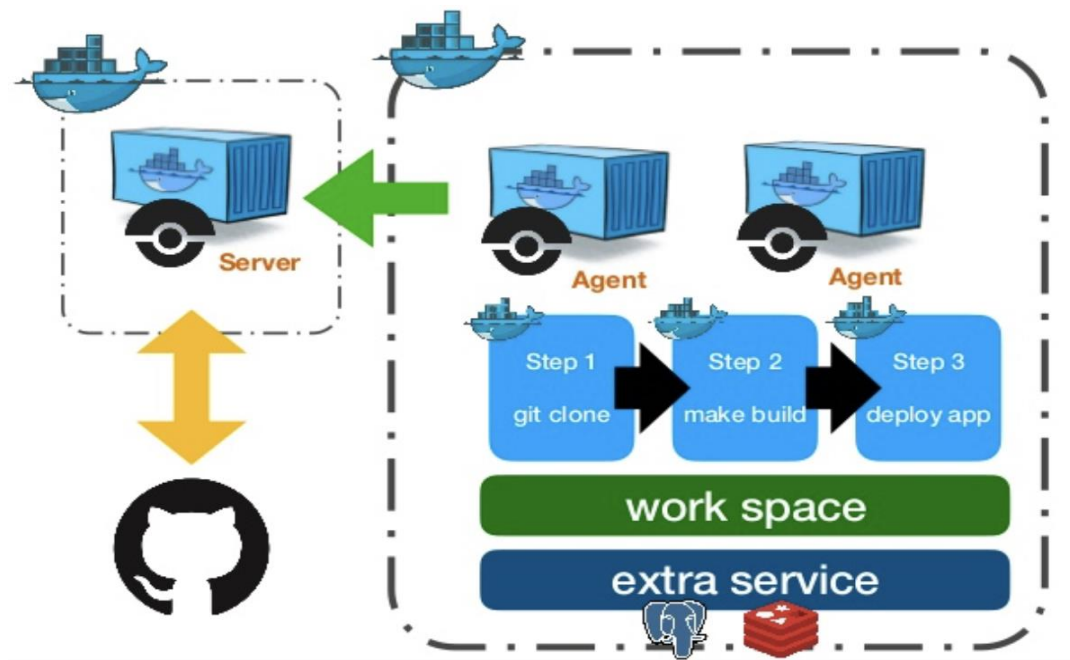 Server
Agent
Agent
Step 1
git clone
Step 2
make build
Step 3
deploy app
work space
extra service